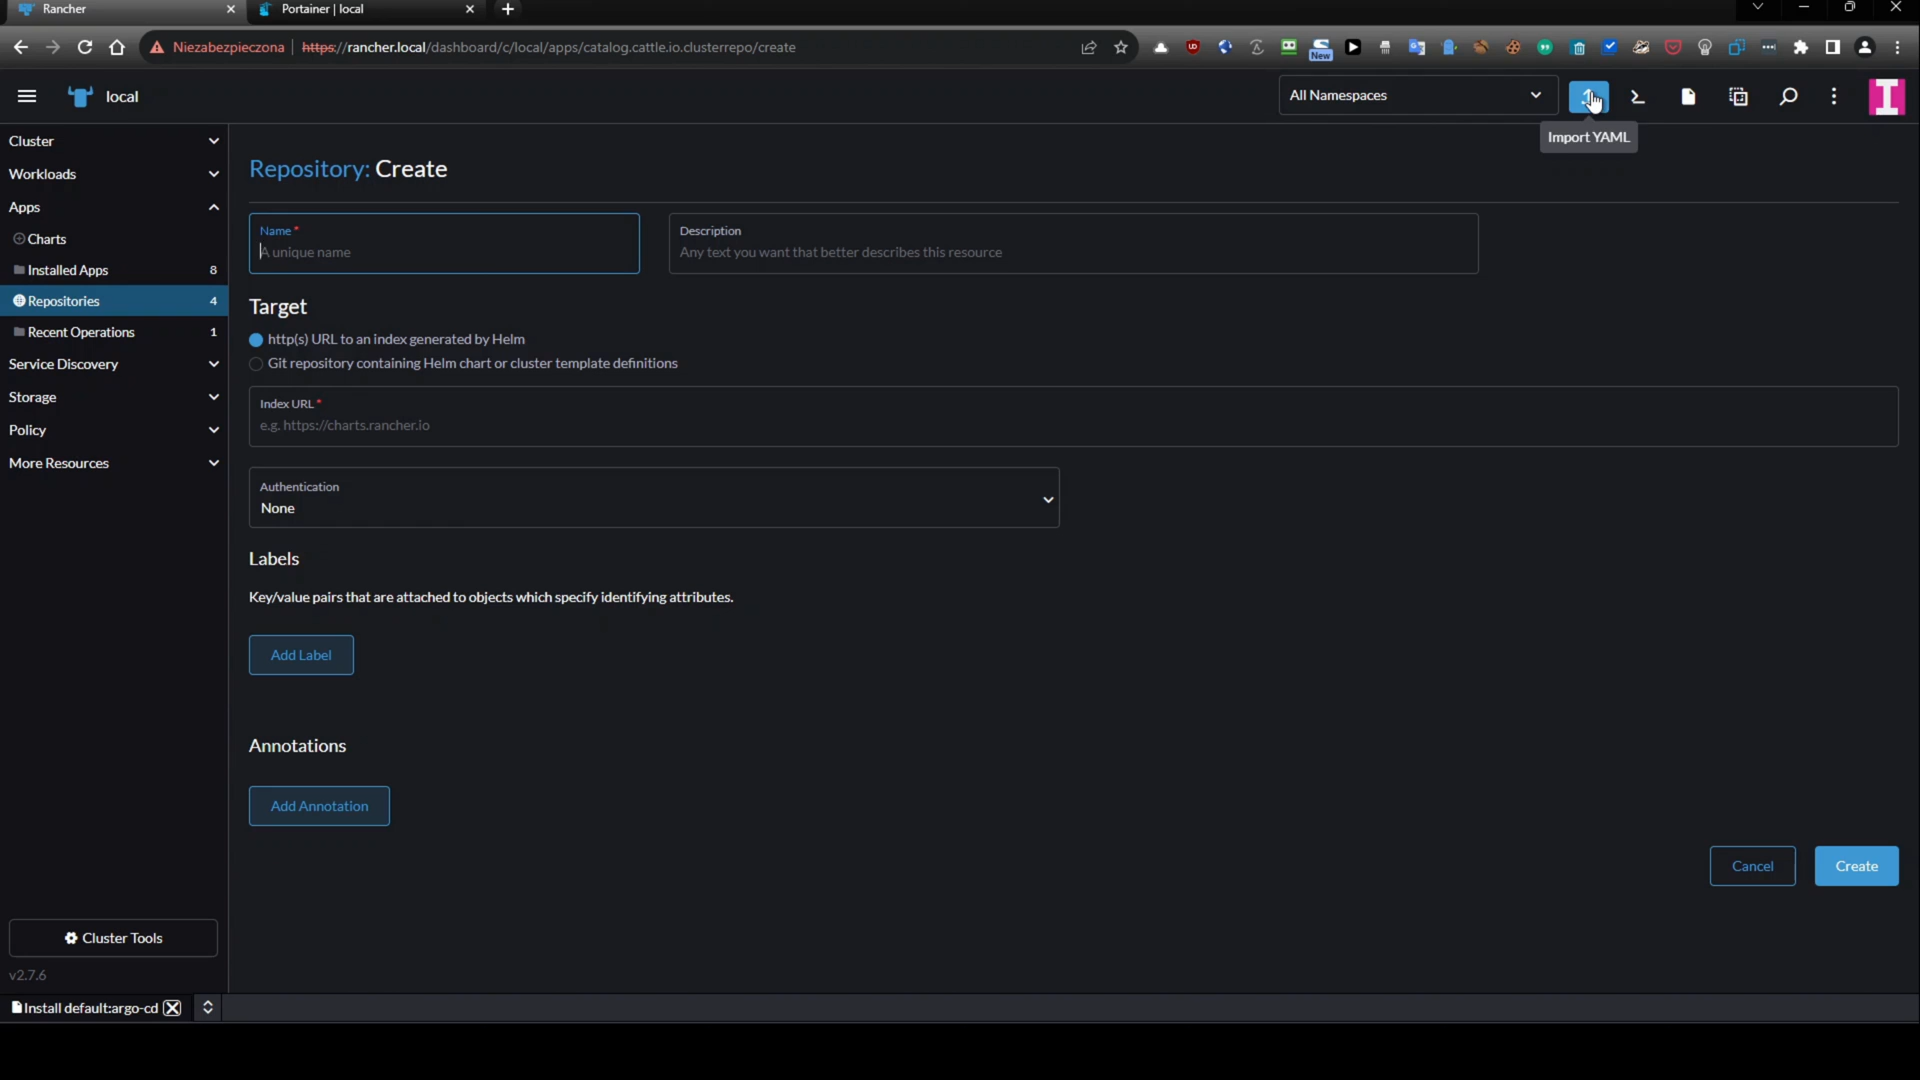 Rancher
Portainer | local
Niezabezpieczona
https://rancher.local/dashboard/c/local/apps/catalog.cattle.io.clusterrepo/create
New
local
All Namespaces
Import YAML
Cluster
Workloads
Apps
Charts
Installed Apps 8
Repositories 4
Recent Operations 1
Service Discovery
Storage
Policy
More Resources
Cluster Tools
v2.7.6
Repository: Create
Name *
A unique name
Description
Any text you want that better describes this resource
Target
http(s) URL to an index generated by Helm
Git repository containing Helm chart or cluster template definitions
Index URL *
e.g. https://charts.rancher.io
Authentication
None
Labels
Key/value pairs that are attached to objects which specify identifying attributes.
Add Label
Annotations
Add Annotation
Cancel
Create
Install default:argo-cd